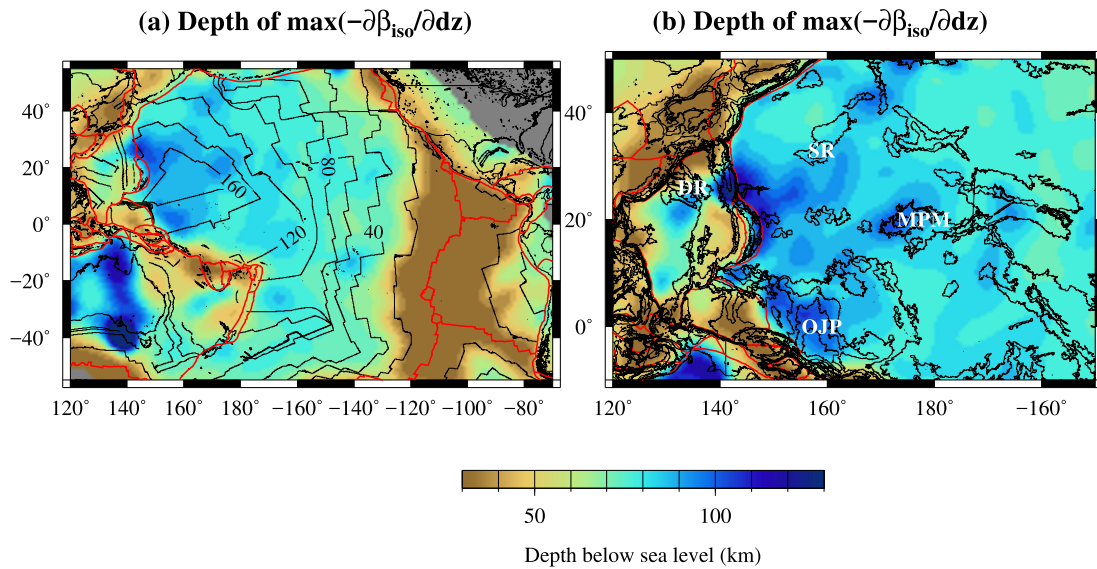 (a) Depth of max(−∂β_iso/∂dz)
(b) Depth of max(−∂β_iso/∂dz)
40°
20°
0°
−20°
−40°
160
120
80
40
120° 140° 160° 180° −160° −140° −120° −100° −80°
40°
20°
0°
SR
DR
MPM
OJP
120° 140° 160° 180° −160°
50 100
Depth below sea level (km)